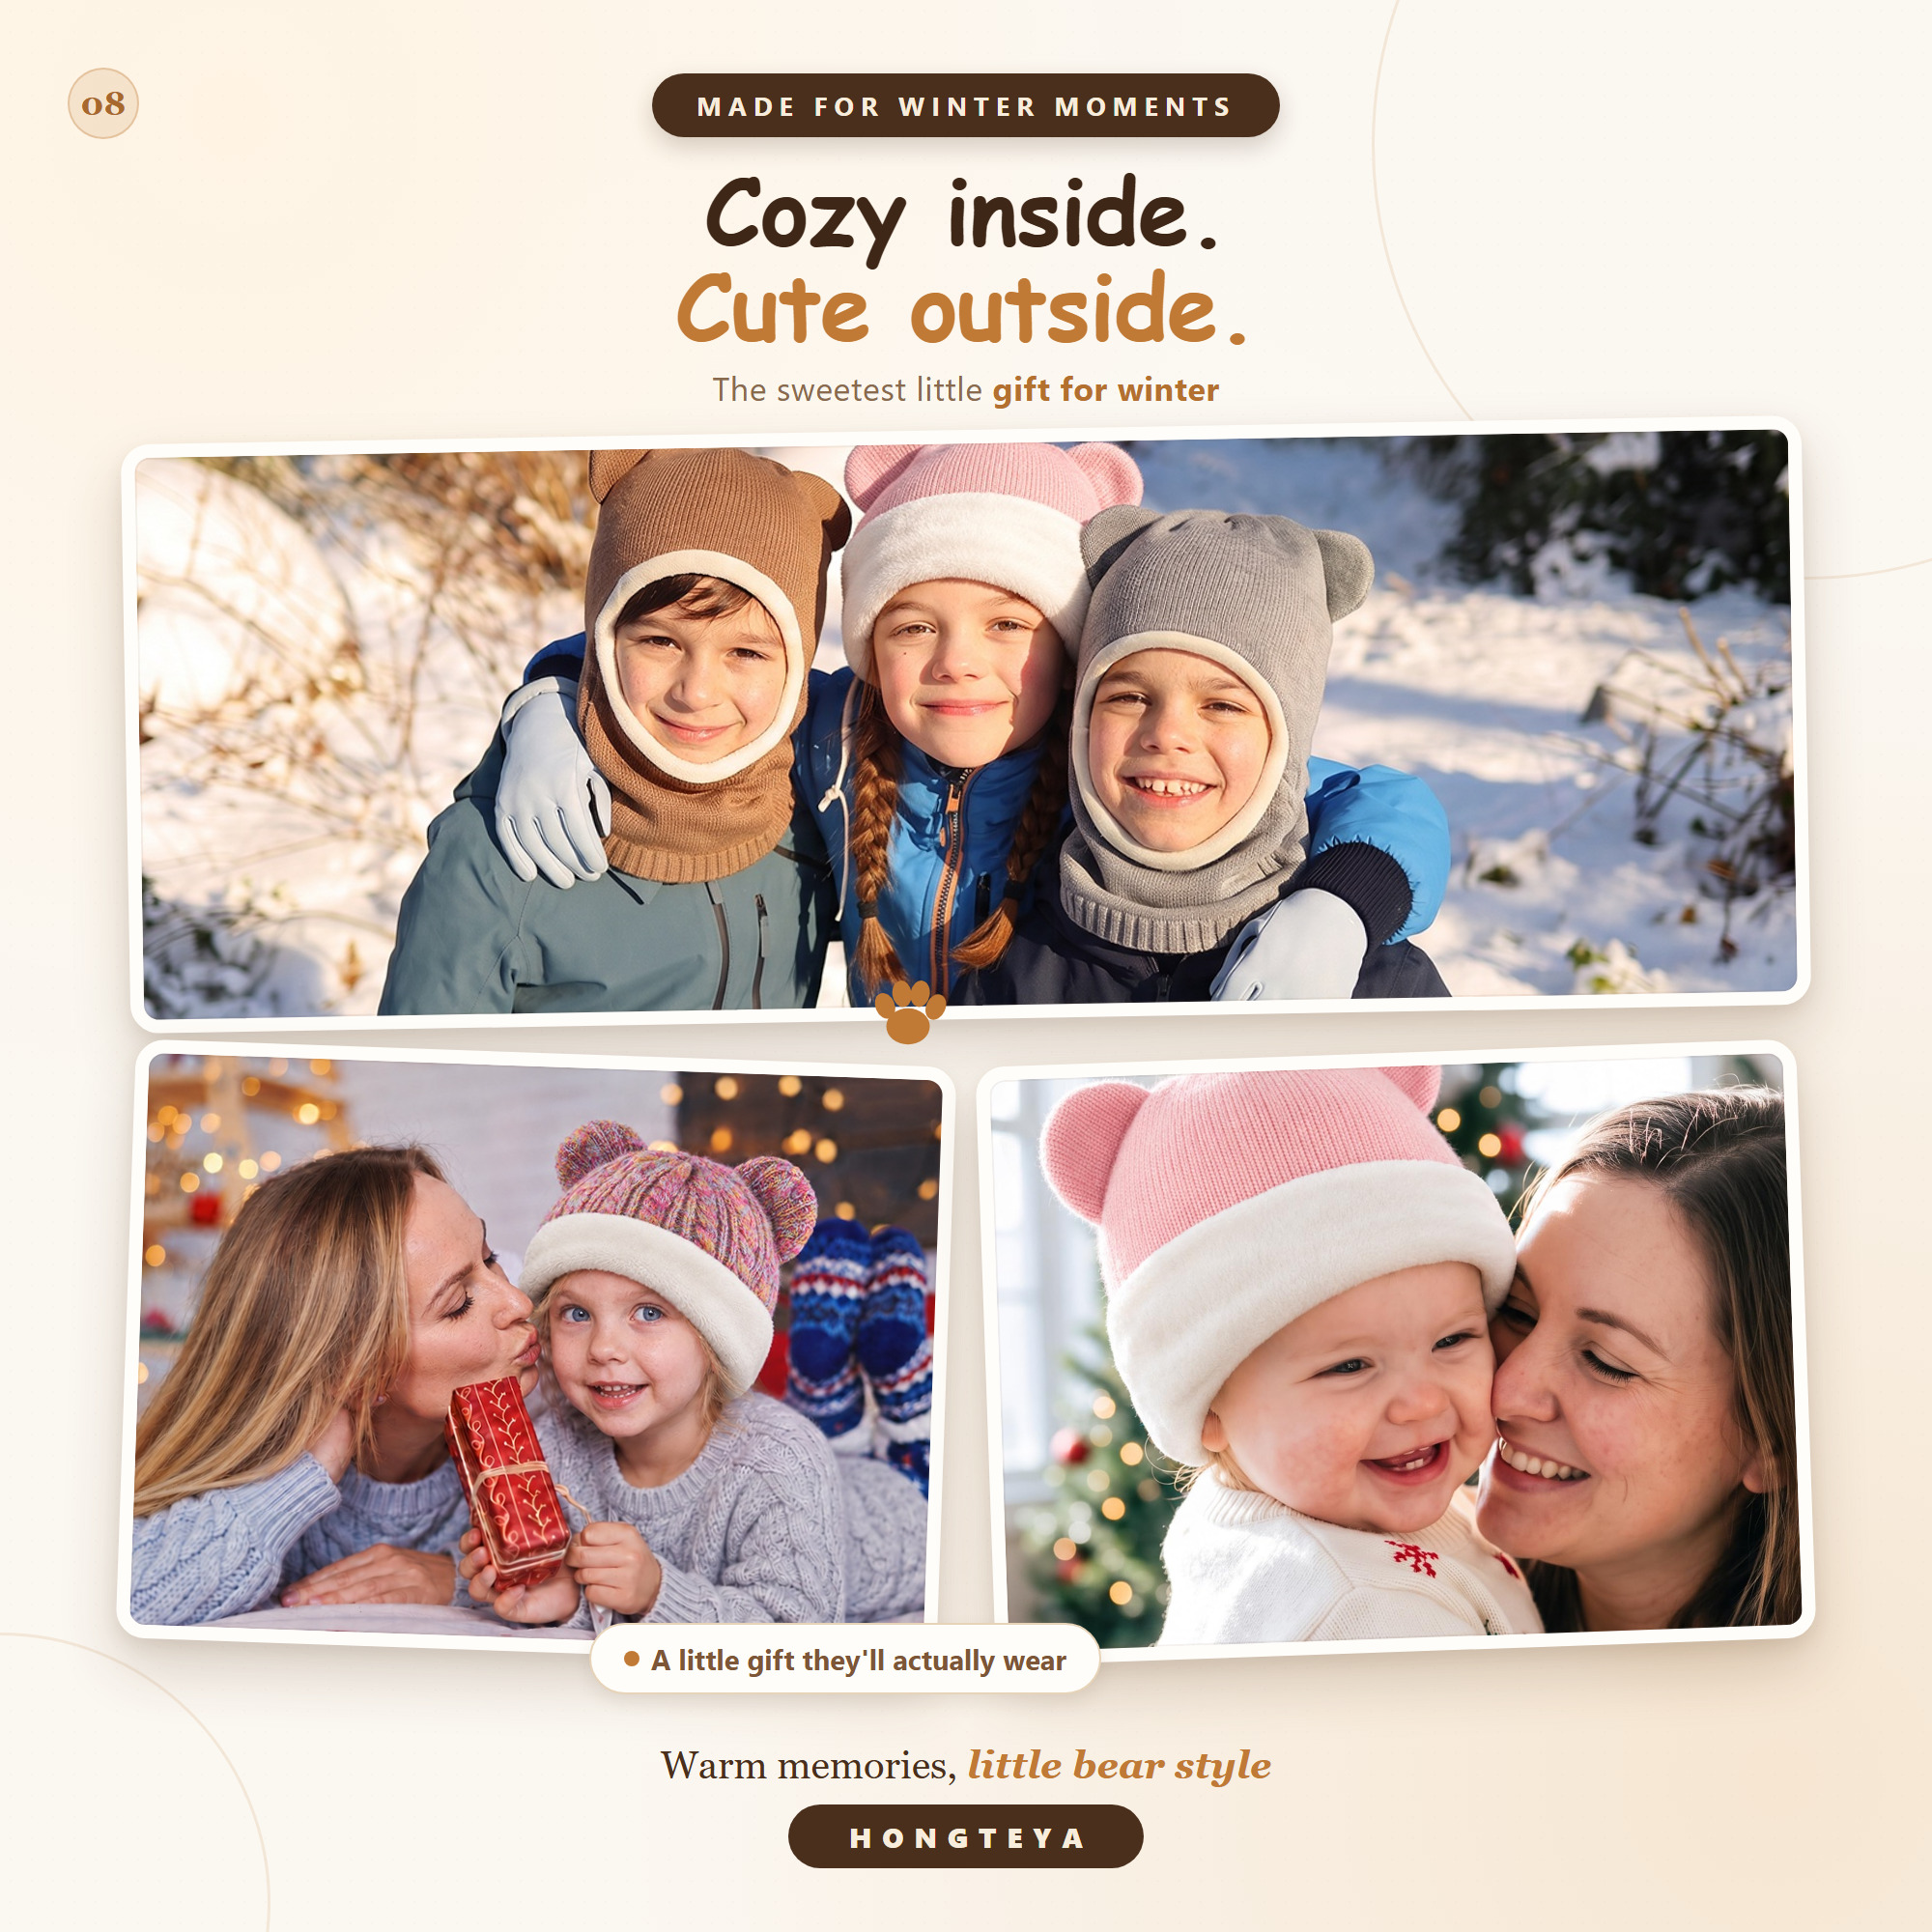 08
MADE FOR WINTER MOMENTS
Cozy inside.
Cute outside.
The sweetest little gift for winter
A little gift they'll actually wear
Warm memories, little bear style
HONGTEYA